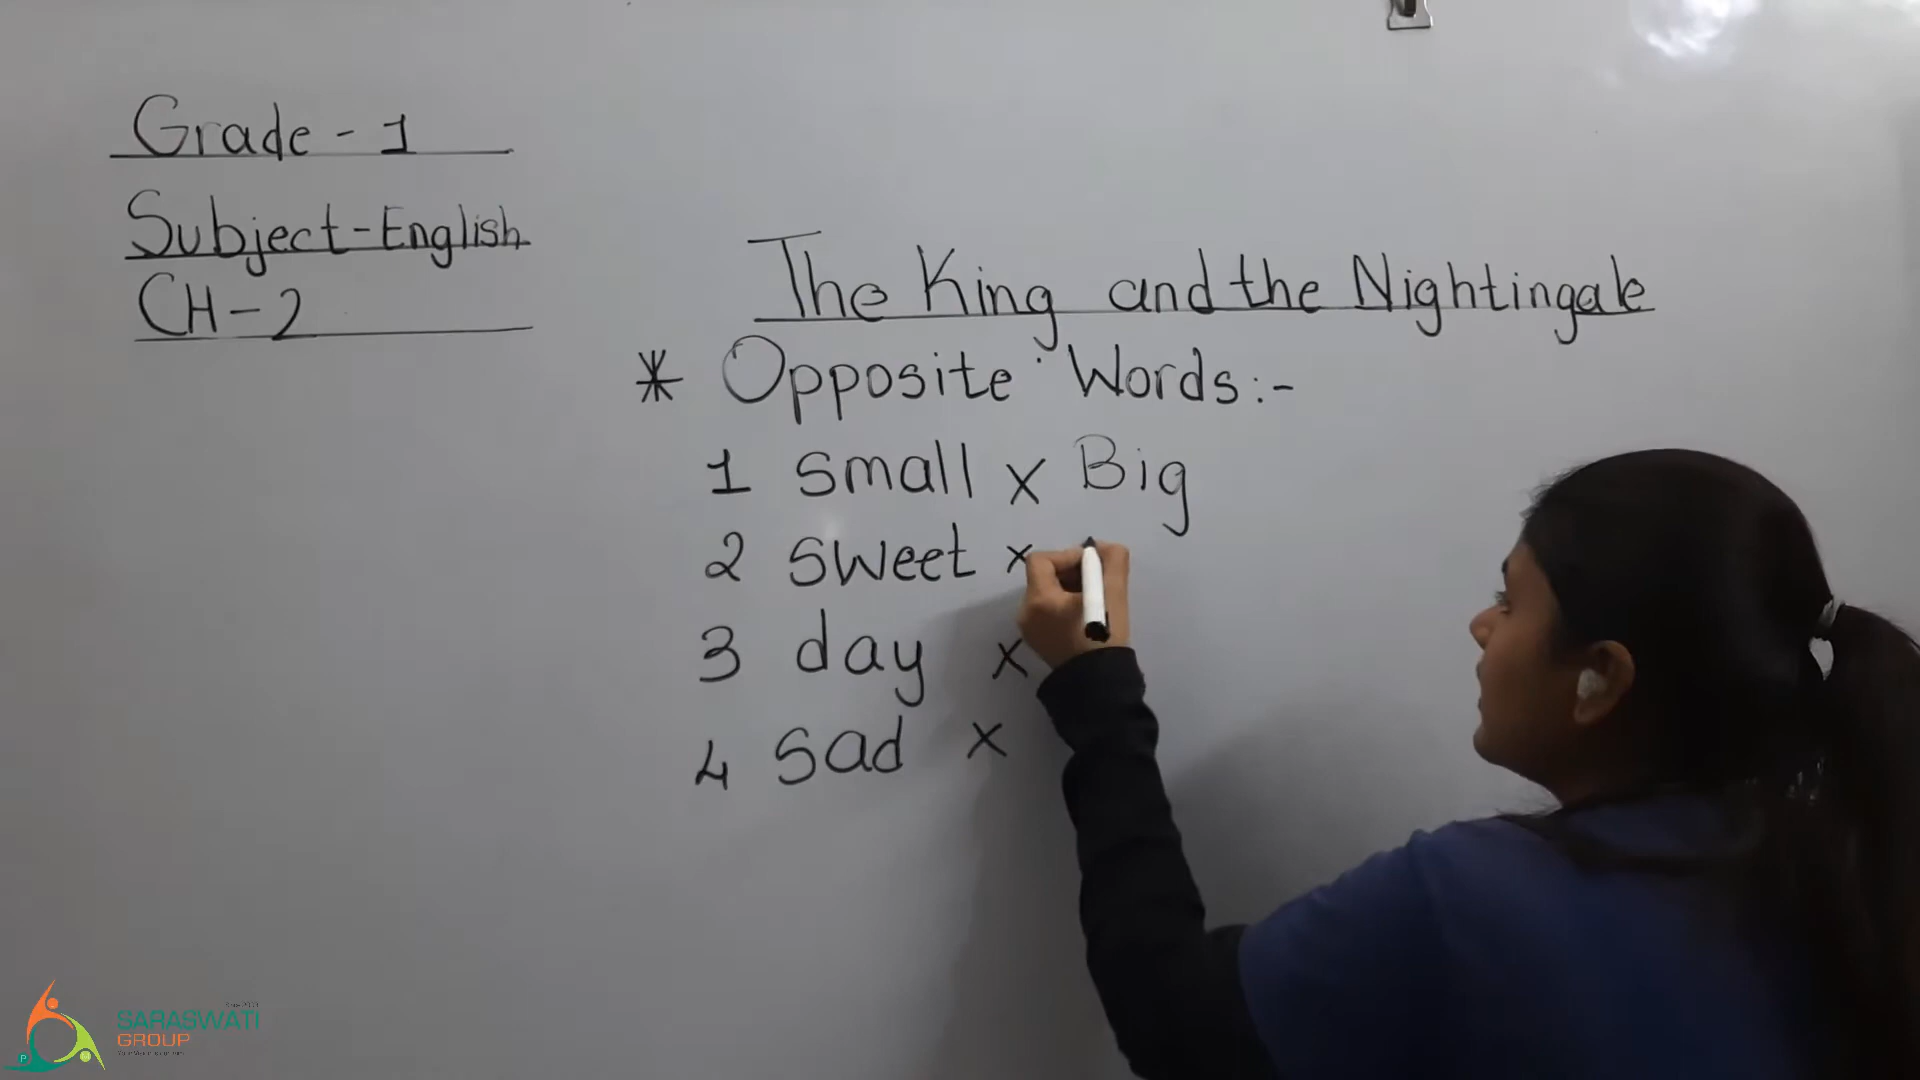 Grade - 1
Subject-English
CH-2
The King and the Nightingale
* Opposite Words:-
1 small x Big
2 sweet x
3 day x
4 sad x
SARASWATI
GROUP